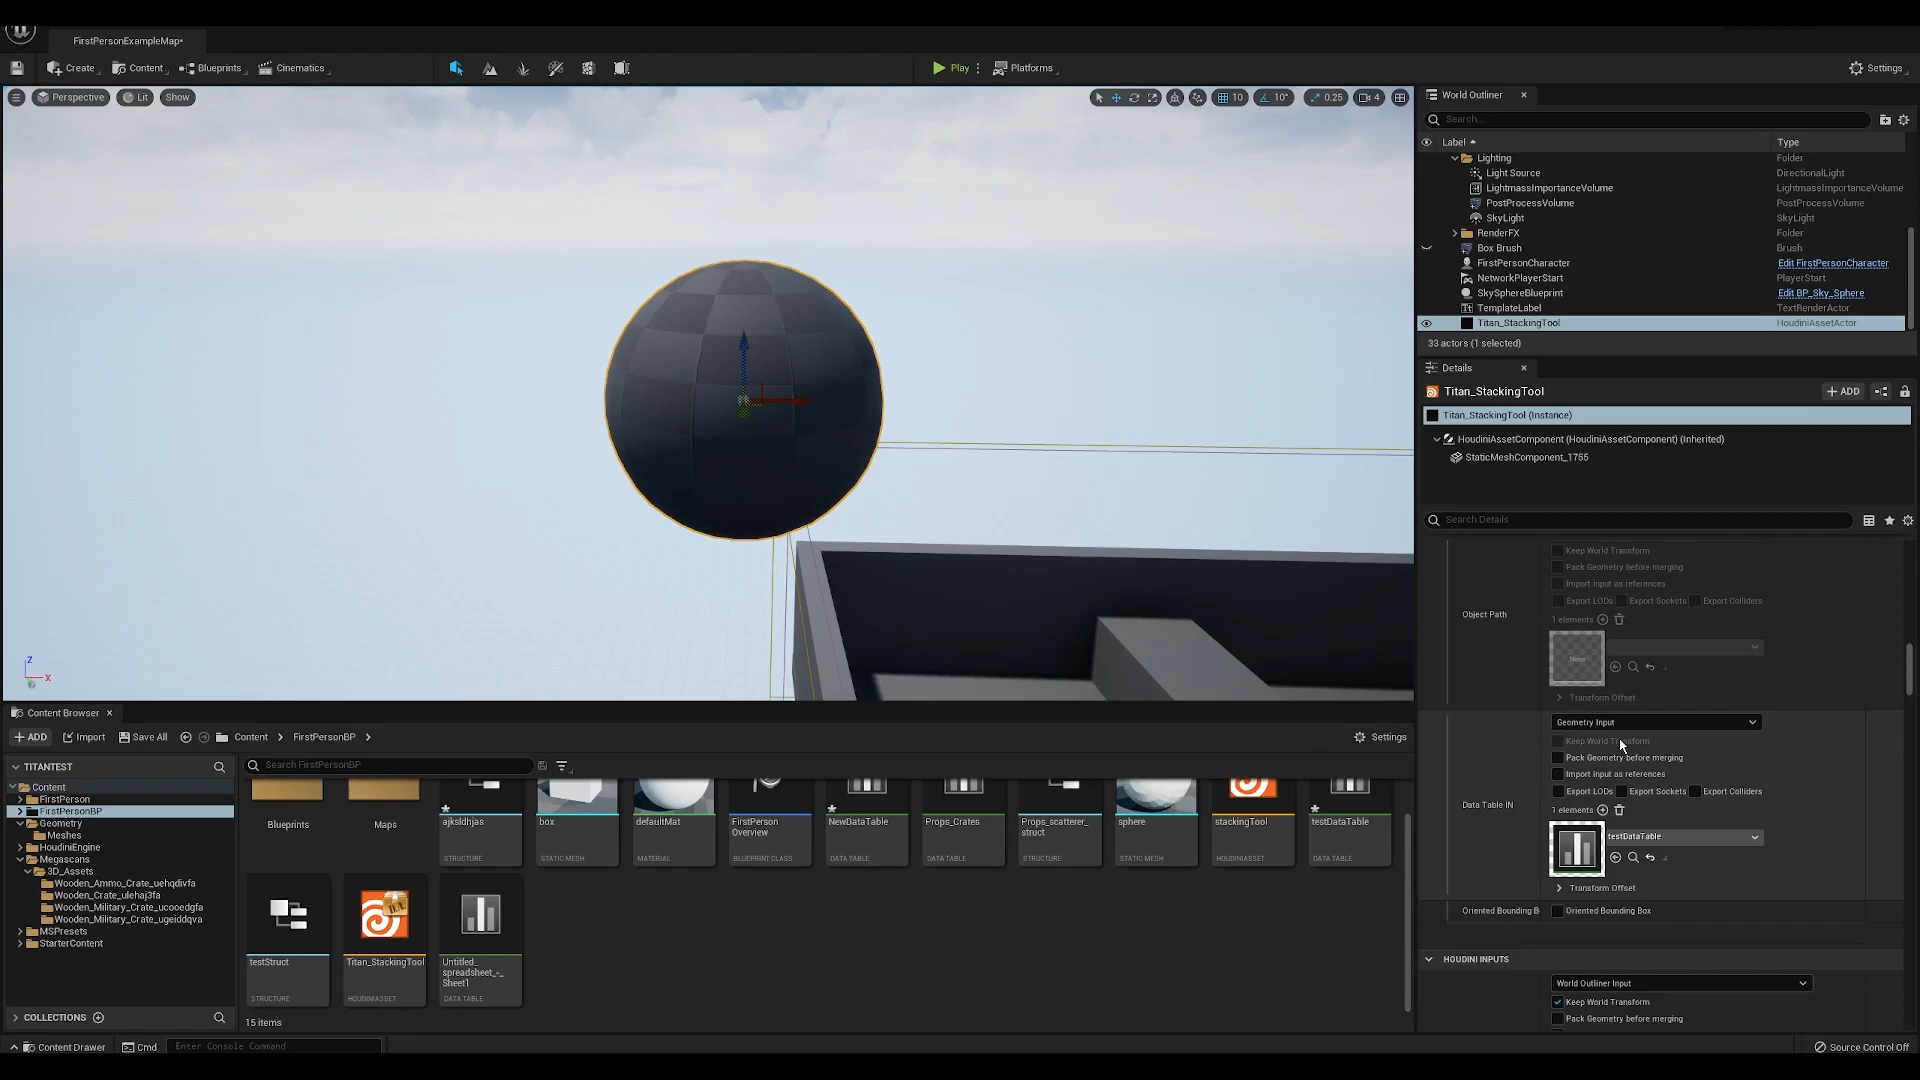 FirstPersonExampleMap*
Create
Content
Blueprints
Cinematics
Play
Platforms
Settings
Perspective
Lit
Show
10
10°
0.25
4
World Outliner
Search...
Label
Type
Lighting
Folder
Light Source
DirectionalLight
LightmassImportanceVolume
LightmassImportanceVolume
PostProcessVolume
PostProcessVolume
SkyLight
SkyLight
RenderFX
Folder
Box Brush
Brush
FirstPersonCharacter
Edit FirstPersonCharacter
NetworkPlayerStart
PlayerStart
SkySphereBlueprint
Edit BP_Sky_Sphere
TemplateLabel
TextRenderActor
Titan_StackingTool
HoudiniAssetActor
33 actors (1 selected)
Details
Titan_StackingTool
ADD
Titan_StackingTool (Instance)
HoudiniAssetComponent (HoudiniAssetComponent) (Inherited)
StaticMeshComponent_1755
Search Details
Keep World Transform
Pack Geometry before merging
Import input as references
Export LODs Export Sockets Export Colliders
Object Path
1 elements
None
Transform Offset
Geometry Input
Keep World Transform
Pack Geometry before merging
Import input as references
Export LODs Export Sockets Export Colliders
Data Table IN
1 elements
testDataTable
Transform Offset
Oriented Bounding B
Oriented Bounding Box
HOUDINI INPUTS
World Outliner Input
Keep World Transform
Pack Geometry before merging
Z
X
Content Browser
ADD
Import
Save All
Content
FirstPersonBP
Settings
TITANTEST
Search FirstPersonBP
Content
FirstPerson
FirstPersonBP
Geometry
Meshes
HoudiniEngine
Megascans
3D_Assets
Wooden_Ammo_Crate_uehqdivfa
Wooden_Crate_ulehaj3fa
Wooden_Military_Crate_ucooedgfa
Wooden_Military_Crate_ugeiddqva
MSPresets
StarterContent
COLLECTIONS
Blueprints
Maps
ajksldhjas
STRUCTURE
box
STATIC MESH
defaultMat
MATERIAL
FirstPerson
Overview
BLUEPRINT CLASS
NewDataTable
DATA TABLE
Props_Crates
DATA TABLE
Props_scatterer_
struct
STRUCTURE
sphere
STATIC MESH
stackingTool
HOUDINIASSET
testDataTable
DATA TABLE
testStruct
STRUCTURE
Titan_StackingTool
HOUDINIASSET
Untitled_
spreadsheet_-_
Sheet1
DATA TABLE
15 items
Content Drawer
Cmd
Enter Console Command
Source Control Off